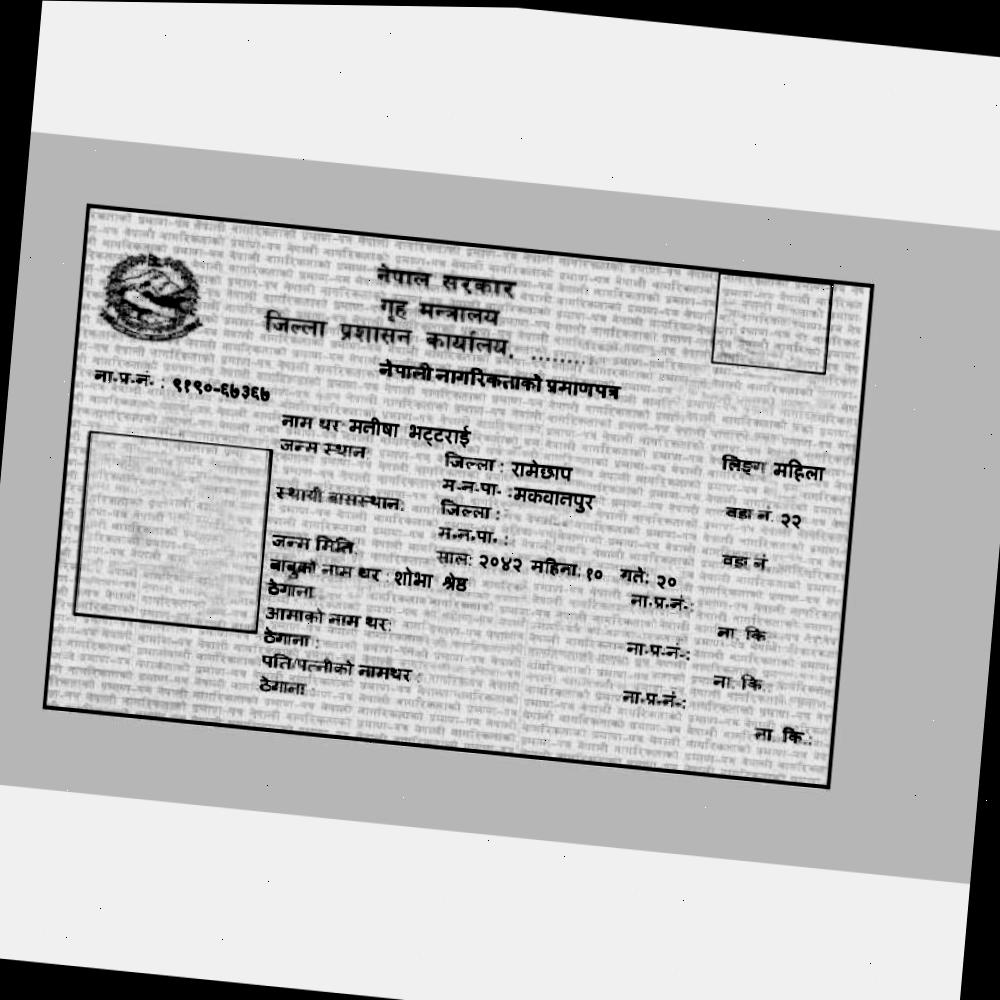 नेपाल सरकार
गृह मन्त्रालय
जिल्ला प्रशासन कार्यालय. .........
नेपाली नागरिकताको प्रमाणपत्र
ना.प्र.नं. : ९१९०-६७३६७
नाम थर मनीषा भट्टराई लिङ्ग महिला
जन्म स्थान जिल्ला : रामेछाप
म.न.पा. :मकवानपुर वडा नं. २२
स्थायी बासस्थान: जिल्ला :
म.न.पा. : वडा नं
जन्म मिति: साल: २०४२ महिना: १० गते: २०
बाबुको नाम थर : शोभा श्रेष्ठ ना.प्र.नं.:
ठेगाना ना. कि
आमाको नाम थर: ना.प्र.नं.:
ठेगाना : ना. कि.:
पति/पत्नीको नामथर : ना.प्र.नं.:
ठेगाना : ना. कि.: